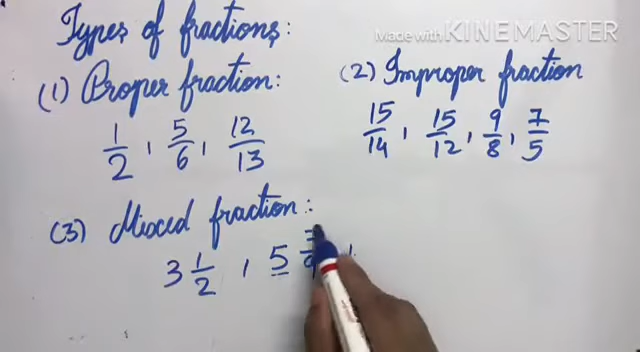 Types of fractions:
Made with KINEMASTER
(1) Proper fraction:
(2) Improper fraction
1/2, 5/6, 12/13
15/14, 15/12, 9/8, 7/5
(3) Mixed fraction:
3 1/2, 5